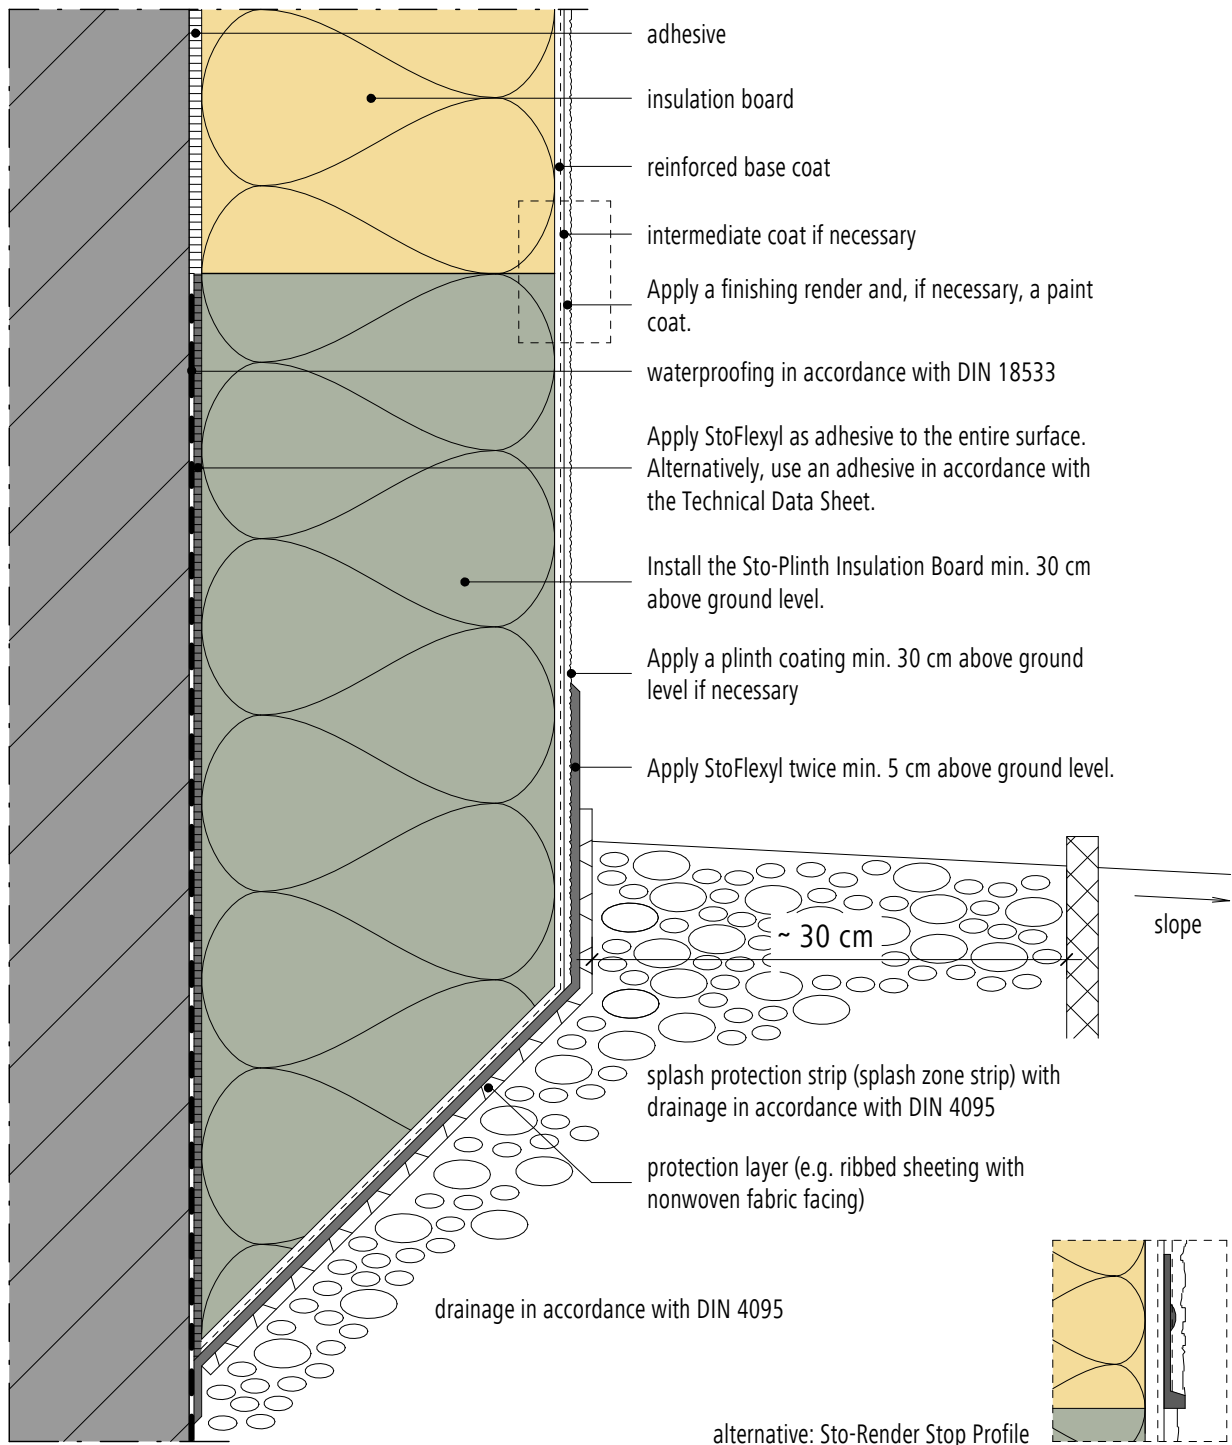 adhesive
insulation board
reinforced base coat
intermediate coat if necessary
Apply a finishing render and, if necessary, a paint
coat.
waterproofing in accordance with DIN 18533
Apply StoFlexyl as adhesive to the entire surface.
Alternatively, use an adhesive in accordance with
the Technical Data Sheet.
Install the Sto-Plinth Insulation Board min. 30 cm
above ground level.
Apply a plinth coating min. 30 cm above ground
level if necessary
Apply StoFlexyl twice min. 5 cm above ground level.
slope
~ 30 cm
splash protection strip (splash zone strip) with
drainage in accordance with DIN 4095
protection layer (e.g. ribbed sheeting with
nonwoven fabric facing)
drainage in accordance with DIN 4095
alternative: Sto-Render Stop Profile